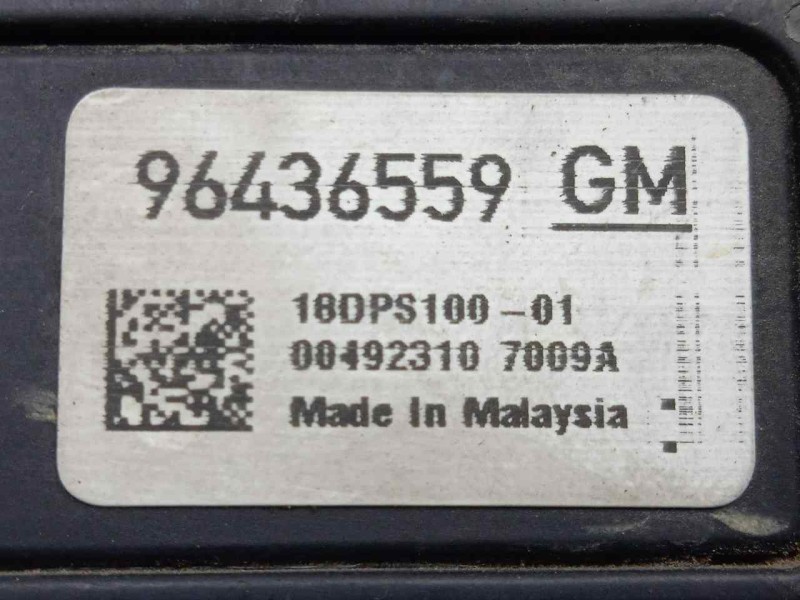 96436559 GM
18DPS100-01
00492310 7009A
Made In Malaysia